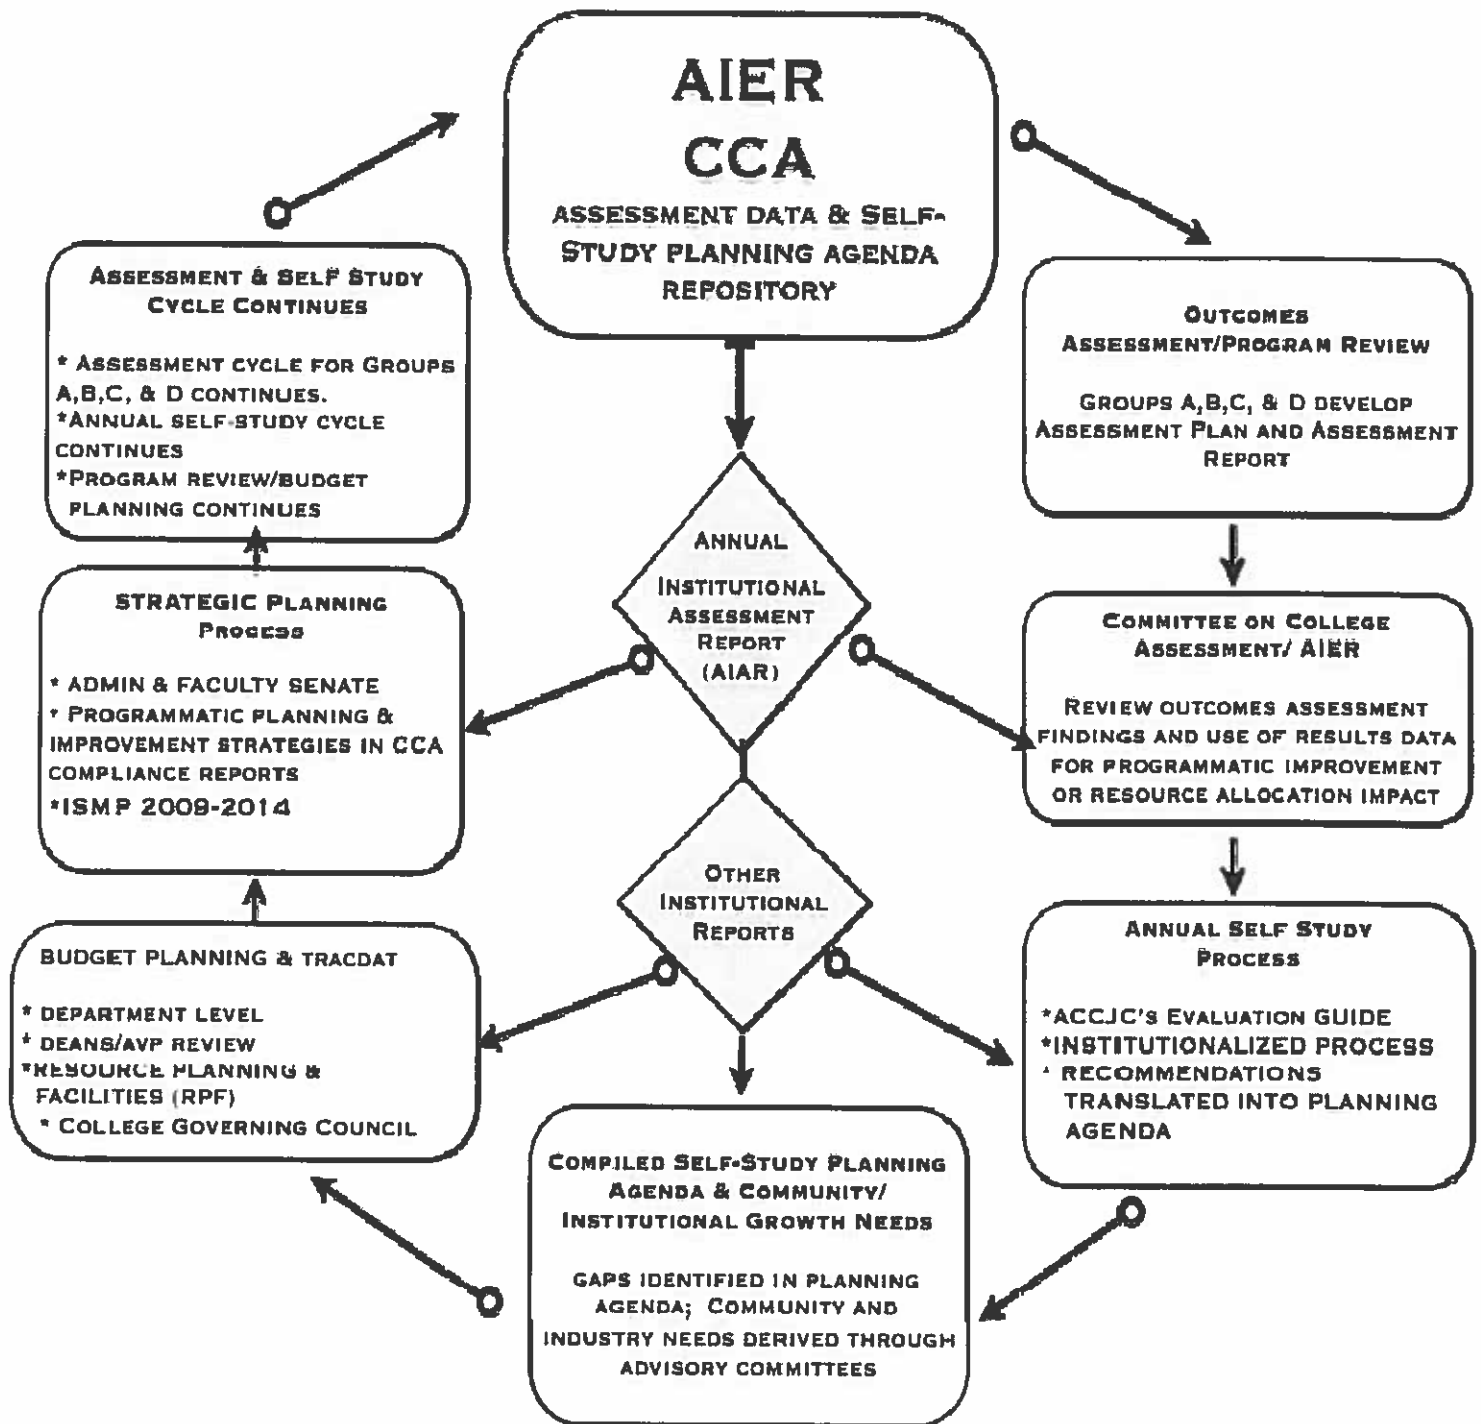 AIER
CCA
ASSESSMENT DATA & SELF-
STUDY PLANNING AGENDA
REPOSITORY
OUTCOMES
ASSESSMENT/PROGRAM REVIEW
GROUPS A,B,C, & D DEVELOP
ASSESSMENT PLAN AND ASSESSMENT
REPORT
COMMITTEE ON COLLEGE
ASSESSMENT/ AIER
REVIEW OUTCOMES ASSESSMENT
FINDINGS AND USE OF RESULTS DATA
FOR PROGRAMMATIC IMPROVEMENT
OR RESOURCE ALLOCATION IMPACT
ANNUAL SELF STUDY
PROCESS
*ACCJC'S EVALUATION GUIDE
*INSTITUTIONALIZED PROCESS
* RECOMMENDATIONS
TRANSLATED INTO PLANNING
AGENDA
COMPILED SELF-STUDY PLANNING
AGENDA & COMMUNITY/
INSTITUTIONAL GROWTH NEEDS
GAPS IDENTIFIED IN PLANNING
AGENDA; COMMUNITY AND
INDUSTRY NEEDS DERIVED THROUGH
ADVISORY COMMITTEES
BUDGET PLANNING & TRACDAT
* DEPARTMENT LEVEL
* DEANS/AVP REVIEW
*RESOURCE PLANNING &
FACILITIES (RPF)
* COLLEGE GOVERNING COUNCIL
STRATEGIC PLANNING
PROCESS
* ADMIN & FACULTY SENATE
* PROGRAMMATIC PLANNING &
IMPROVEMENT STRATEGIES IN CCA
COMPLIANCE REPORTS
*ISMP 2009-2014
ASSESSMENT & SELF STUDY
CYCLE CONTINUES
* ASSESSMENT CYCLE FOR GROUPS
A,B,C, & D CONTINUES.
*ANNUAL SELF-STUDY CYCLE
CONTINUES
*PROGRAM REVIEW/BUDGET
PLANNING CONTINUES
ANNUAL
INSTITUTIONAL
ASSESSMENT
REPORT
(AIAR)
OTHER
INSTITUTIONAL
REPORTS